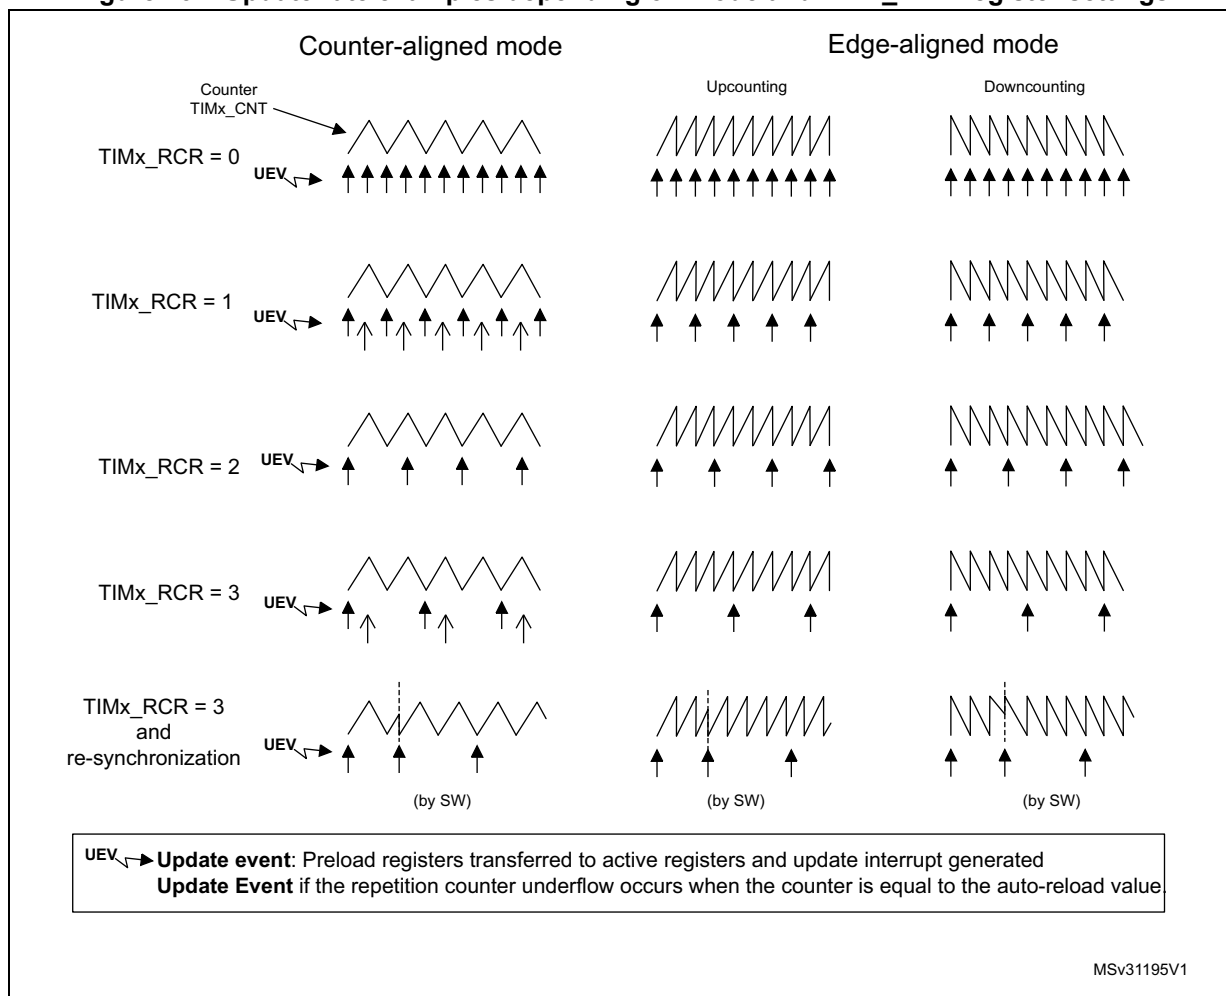 Counter-aligned mode
Edge-aligned mode
Counter
TIMx_CNT
Upcounting
Downcounting
TIMx_RCR = 0
UEV
TIMx_RCR = 1
UEV
TIMx_RCR = 2
UEV
TIMx_RCR = 3
UEV
TIMx_RCR = 3
and
re-synchronization
UEV
(by SW)
(by SW)
(by SW)
UEV Update event: Preload registers transferred to active registers and update interrupt generated
Update Event if the repetition counter underflow occurs when the counter is equal to the auto-reload value.
MSv31195V1